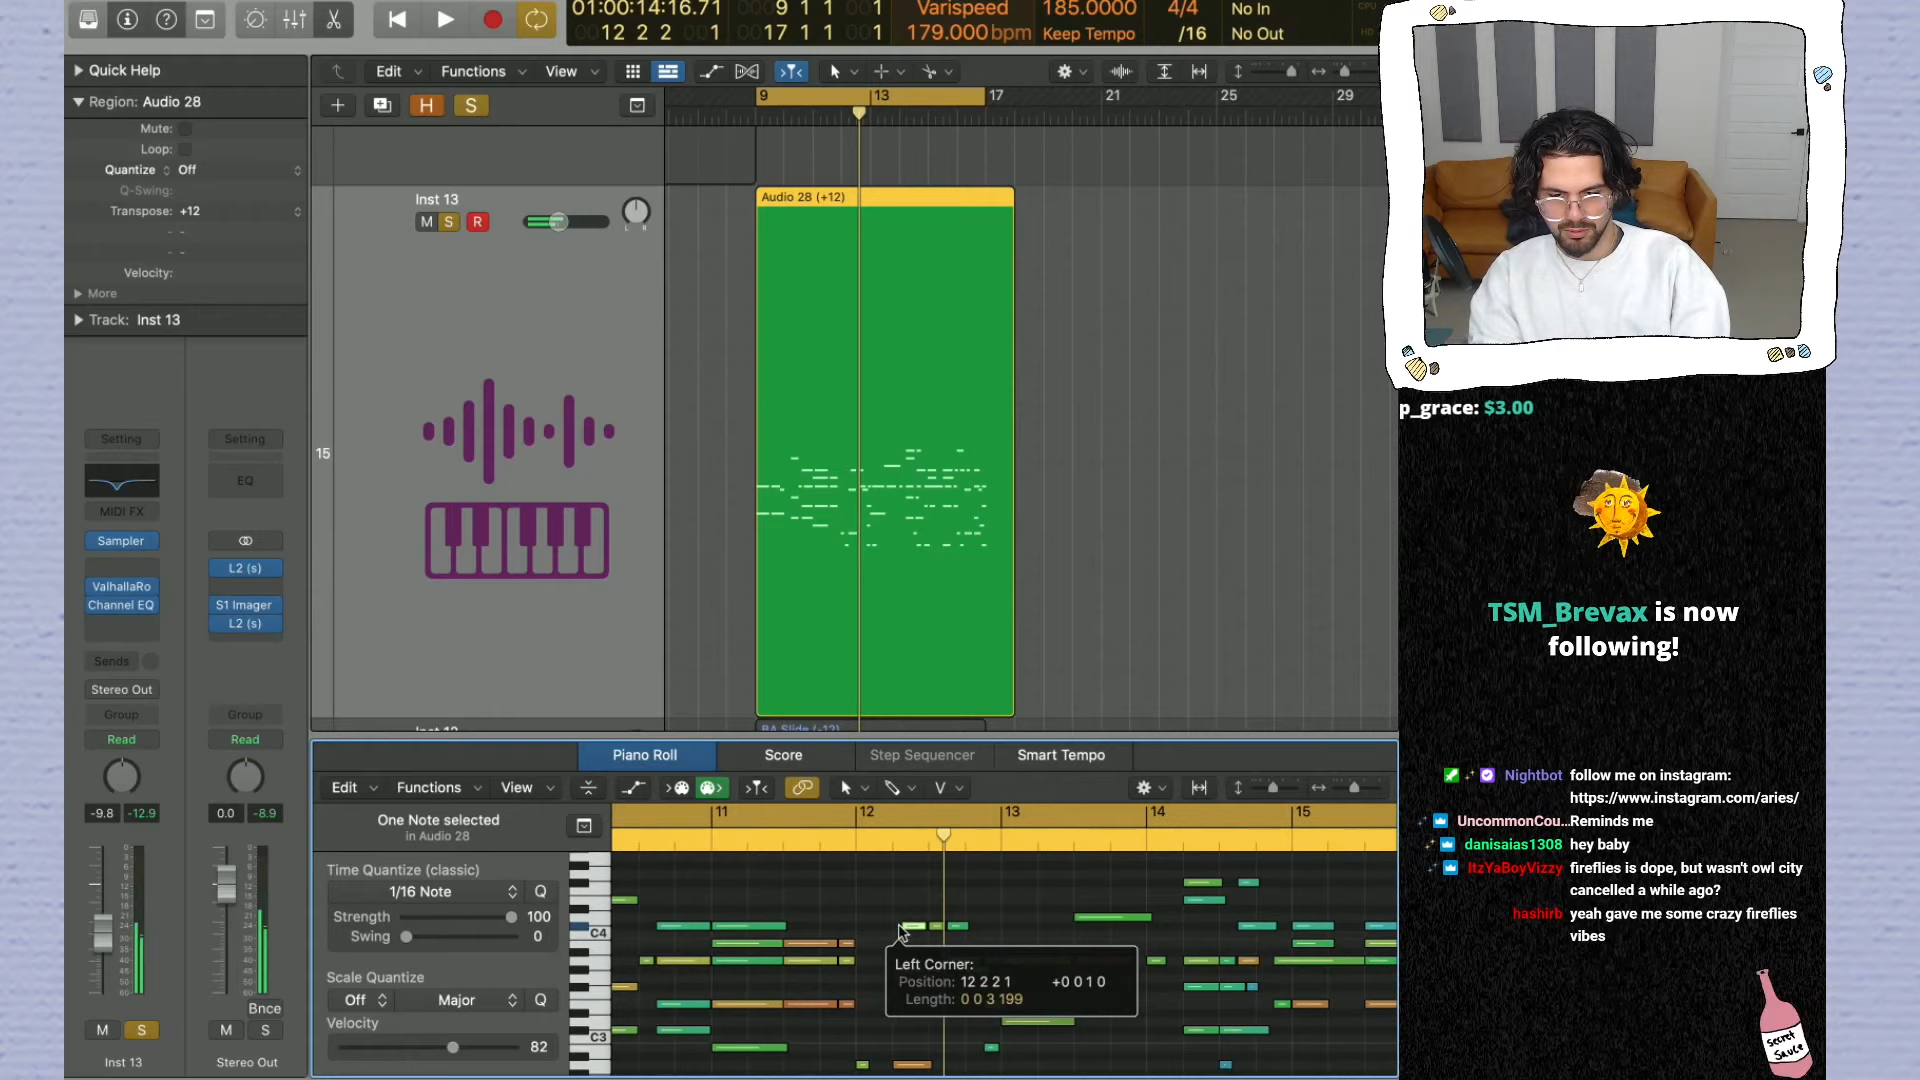 01:00:14:16.71
9 1 1 1
Varispeed
185.0000
4/4
No In
12 2 2 1
17 1 1 1
179.000bpm
Keep Tempo
/16
No Out
Quick Help
Region: Audio 28
Mute:
Loop:
Quantize Off
Q-Swing:
Transpose: +12
Velocity:
More
Track: Inst 13
Edit
Functions
View
H
S
9
13
17
21
25
29
Inst 13
M S R
L R
15
Audio 28 (+12)
Setting
Setting
EQ
MIDI FX
Sampler
L2 (s)
ValhallaRo
Channel EQ
S1 Imager
L2 (s)
Sends
Stereo Out
Group
Group
Read
Read
-9.8 -12.9
0.0 -8.9
Bnce
M S
M S
Inst 13
Stereo Out
Piano Roll
Score
Step Sequencer
Smart Tempo
Edit
Functions
View
V
11
12
13
14
15
One Note selected
in Audio 28
Time Quantize (classic)
1/16 Note
Q
Strength
100
Swing
0
Scale Quantize
Off
Major
Q
Velocity
82
C4
C3
Left Corner:
Position: 12 2 2 1 +0 0 1 0
Length: 0 0 3 199
p_grace: $3.00
TSM_Brevax is now
following!
Nightbot follow me on instagram:
https://www.instagram.com/aries/
UncommonCou... Reminds me
danisaias1308 hey baby
ItzYaBoyVizzy fireflies is dope, but wasn't owl city
cancelled a while ago?
hashirb yeah gave me some crazy fireflies
vibes
Secret
Sauce